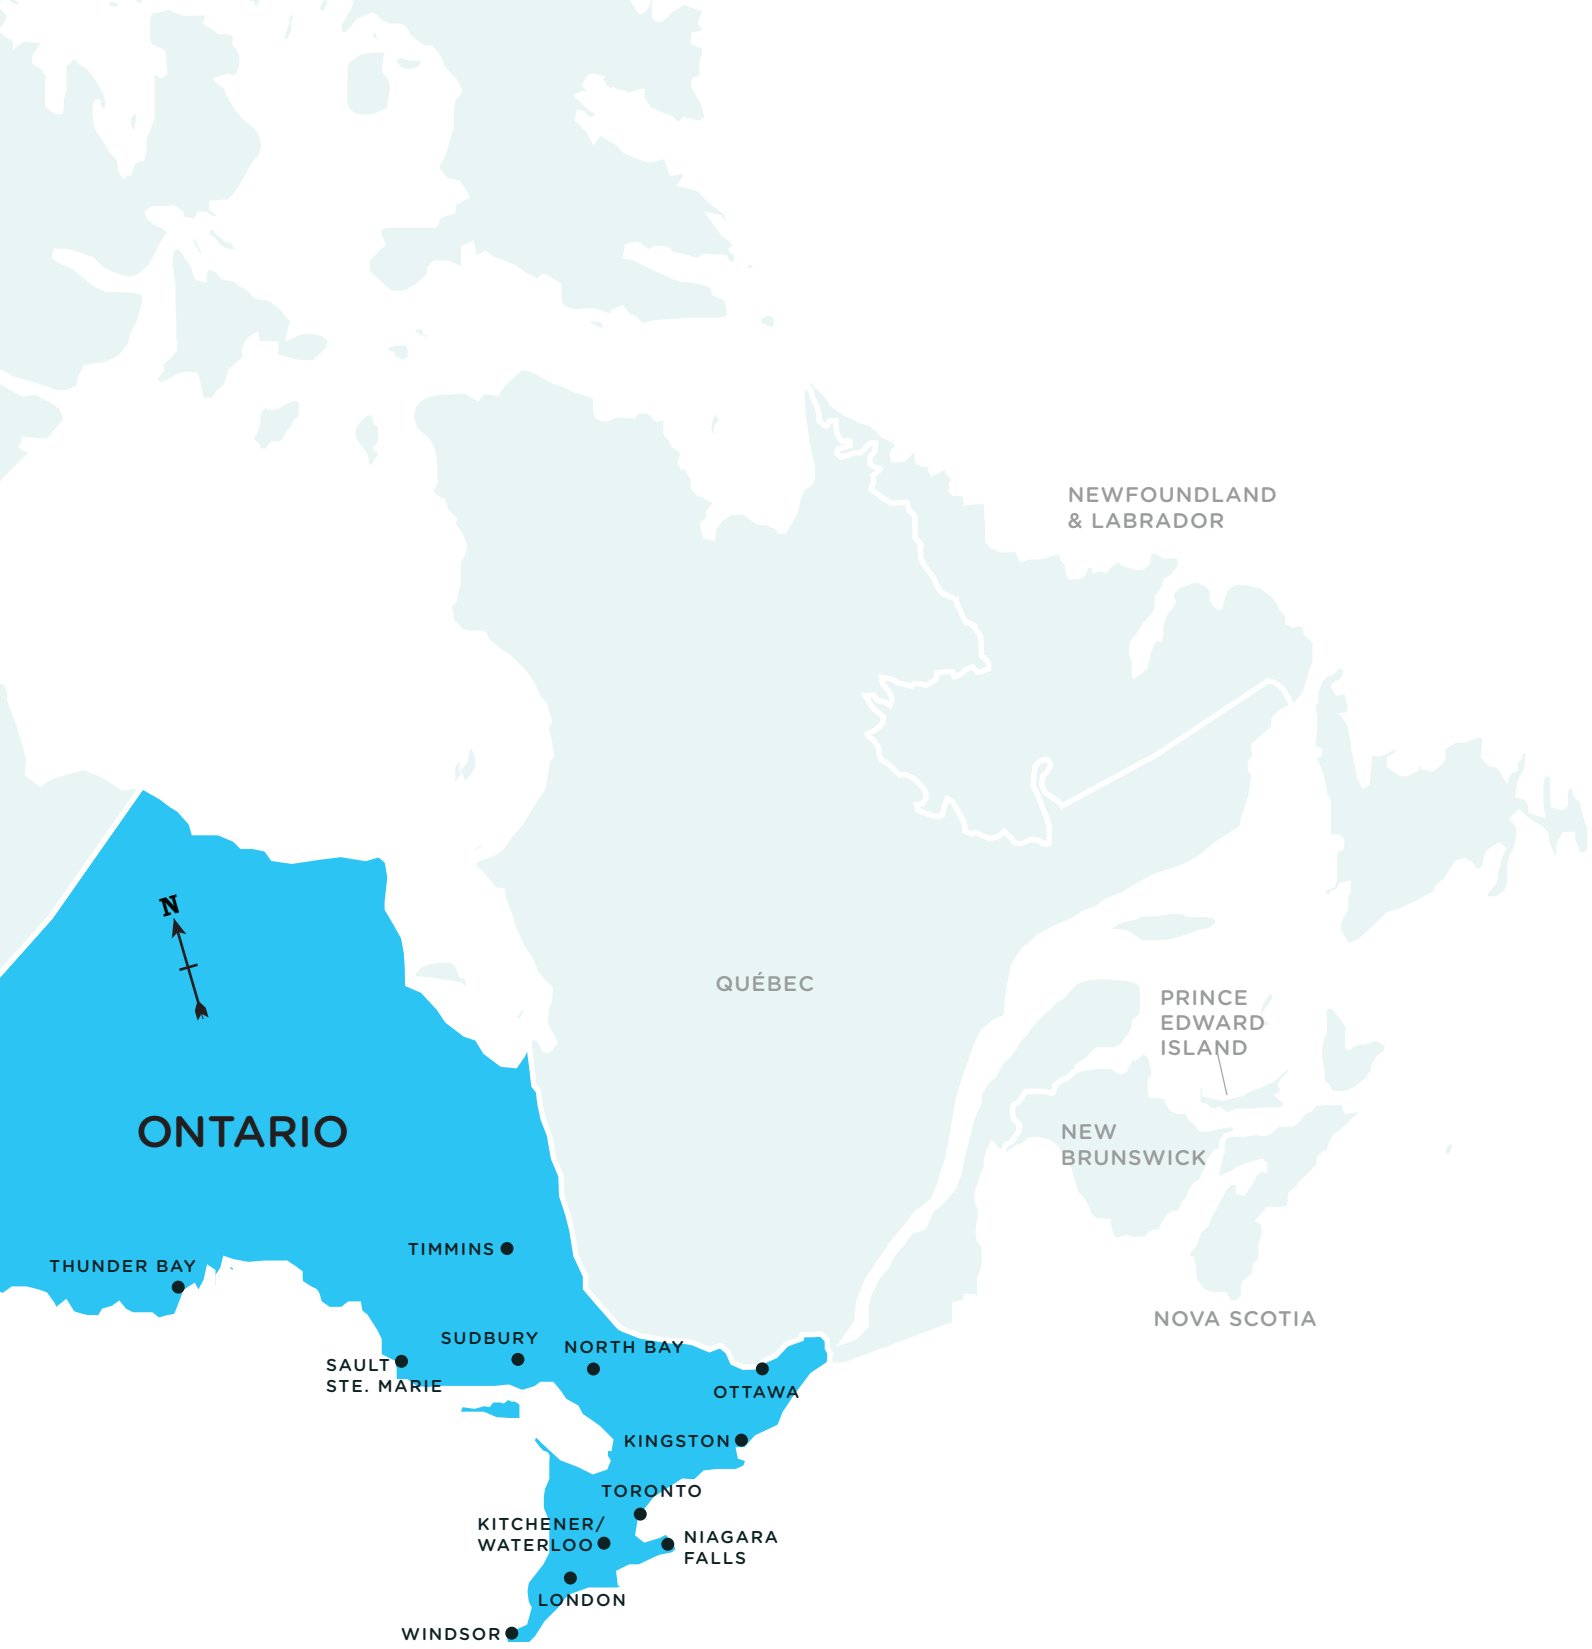 NEWFOUNDLAND
& LABRADOR
N
QUÉBEC
PRINCE
EDWARD
ISLAND
ONTARIO
NEW
BRUNSWICK
TIMMINS
THUNDER BAY
NOVA SCOTIA
SUDBURY
NORTH BAY
SAULT
STE. MARIE
OTTAWA
KINGSTON
TORONTO
KITCHENER/
WATERLOO
NIAGARA
FALLS
LONDON
WINDSOR